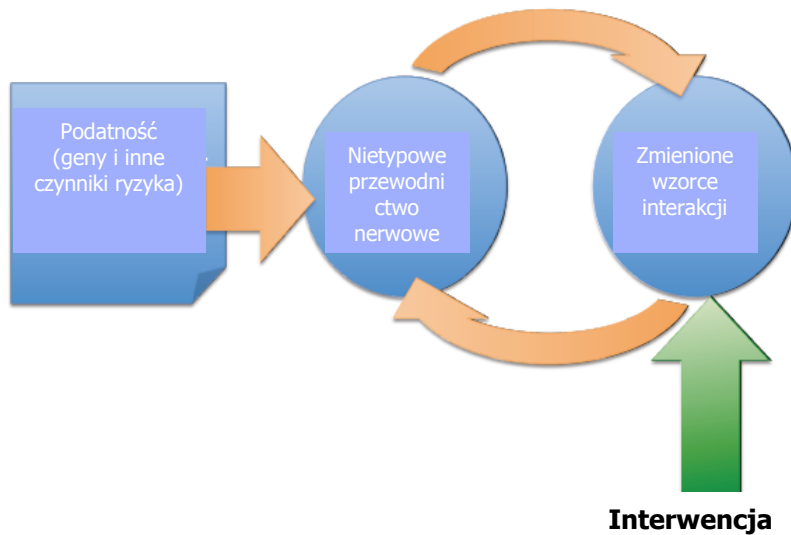 Podatność
(geny i inne
czynniki ryzyka)
Nietypowe
przewodni
ctwo
nerwowe
Zmienione
wzorce
interakcji
Interwencja